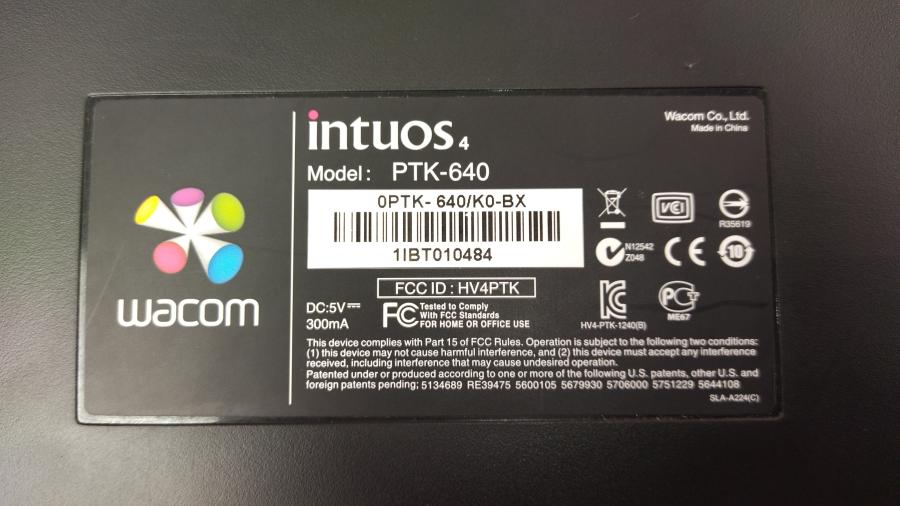 wacom
intuos4
Model: PTK-640
Wacom Co., Ltd.
Made in China
0PTK- 640/K0-BX
1IBT010484
FCC ID : HV4PTK
DC:5V
300mA
FC Tested to Comply
With FCC Standards
FOR HOME OR OFFICE USE
VCI
R35619
N12542
Z048
CE
10
HV4-PTK-1240(B)
ME67
This device complies with Part 15 of FCC Rules. Operation is subject to the following two conditions:
(1) this device may not cause harmful interference, and (2) this device must accept any interference
received, including interference that may cause undesired operation.
Patented under or produced according to one or more of the following U.S. patents, other U.S. and
foreign patents pending; 5134689 RE39475 5600105 5679930 5706000 5751229 5644108
SLA-A224(C)